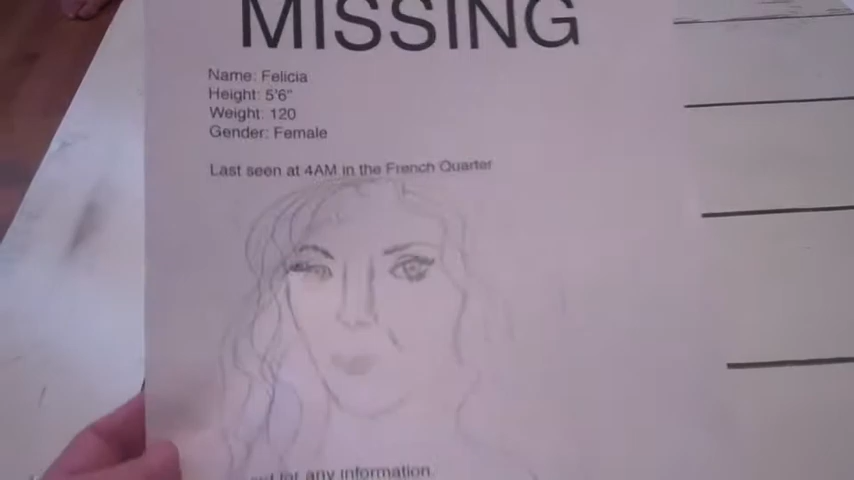 MISSING
Name: Felicia
Height: 5'6"
Weight: 120
Gender: Female
Last seen at 4AM in the French Quarter
for any information.